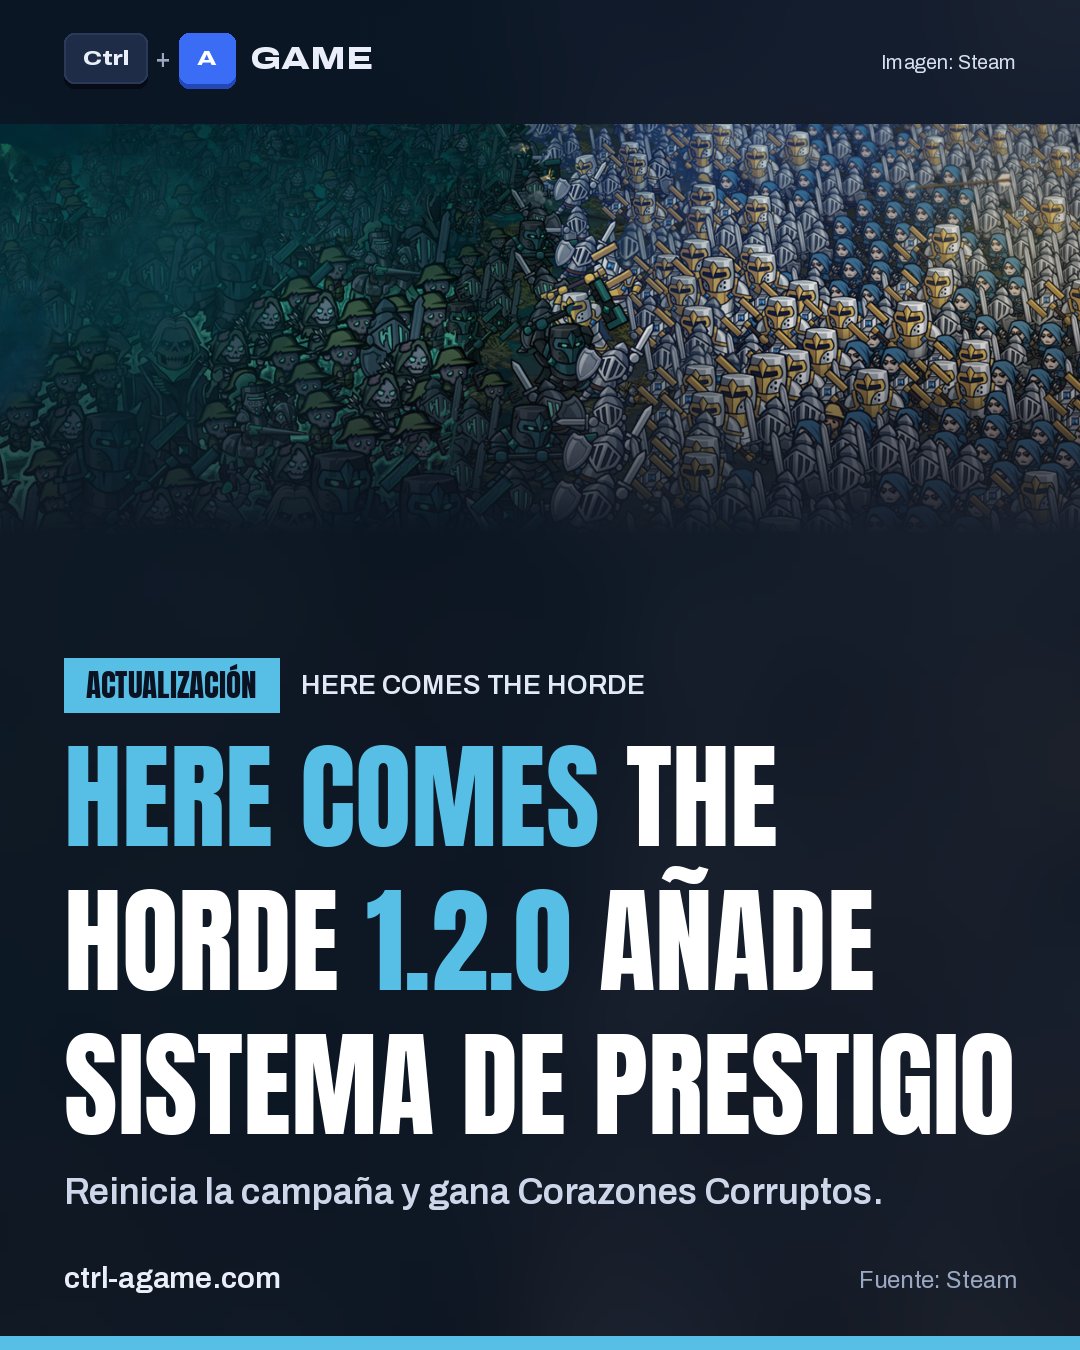 Ctrl + A GAME
Imagen: Steam
ACTUALIZACIÓN HERE COMES THE HORDE
HERE COMES THE
HORDE 1.2.0 AÑADE
SISTEMA DE PRESTIGIO
Reinicia la campaña y gana Corazones Corruptos.
ctrl-agame.com
Fuente: Steam